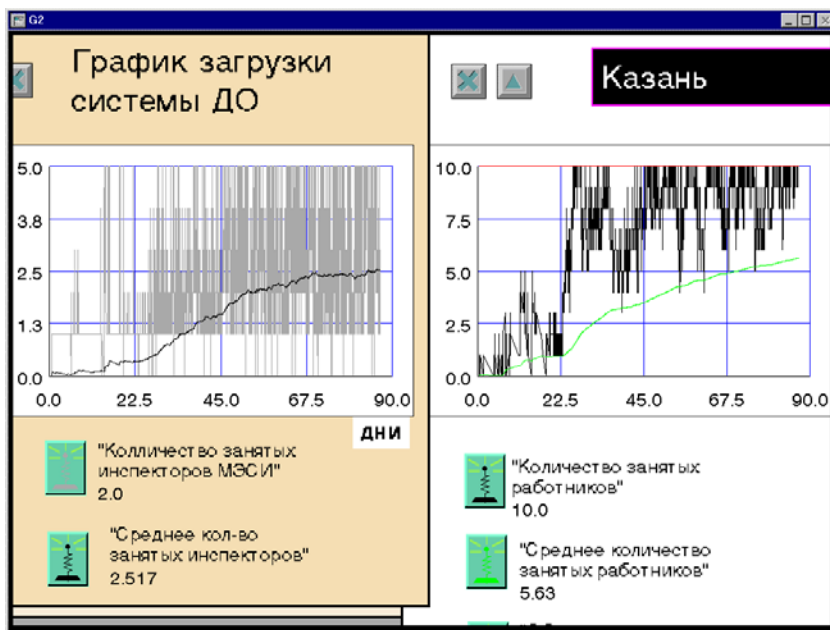 G2
График загрузки
системы ДО
5.0
3.8
2.5
1.3
0.0
0.0 22.5 45.0 67.5 90.0
дни
"Колличество занятых
инспекторов МЭСИ"
2.0
"Среднее кол-во
занятых инспекторов"
2.517
Казань
10.0
7.5
5.0
2.5
0.0
0.0 22.5 45.0 67.5 90.0
"Количество занятых
работников"
10.0
"Среднее количество
занятых работников"
5.63